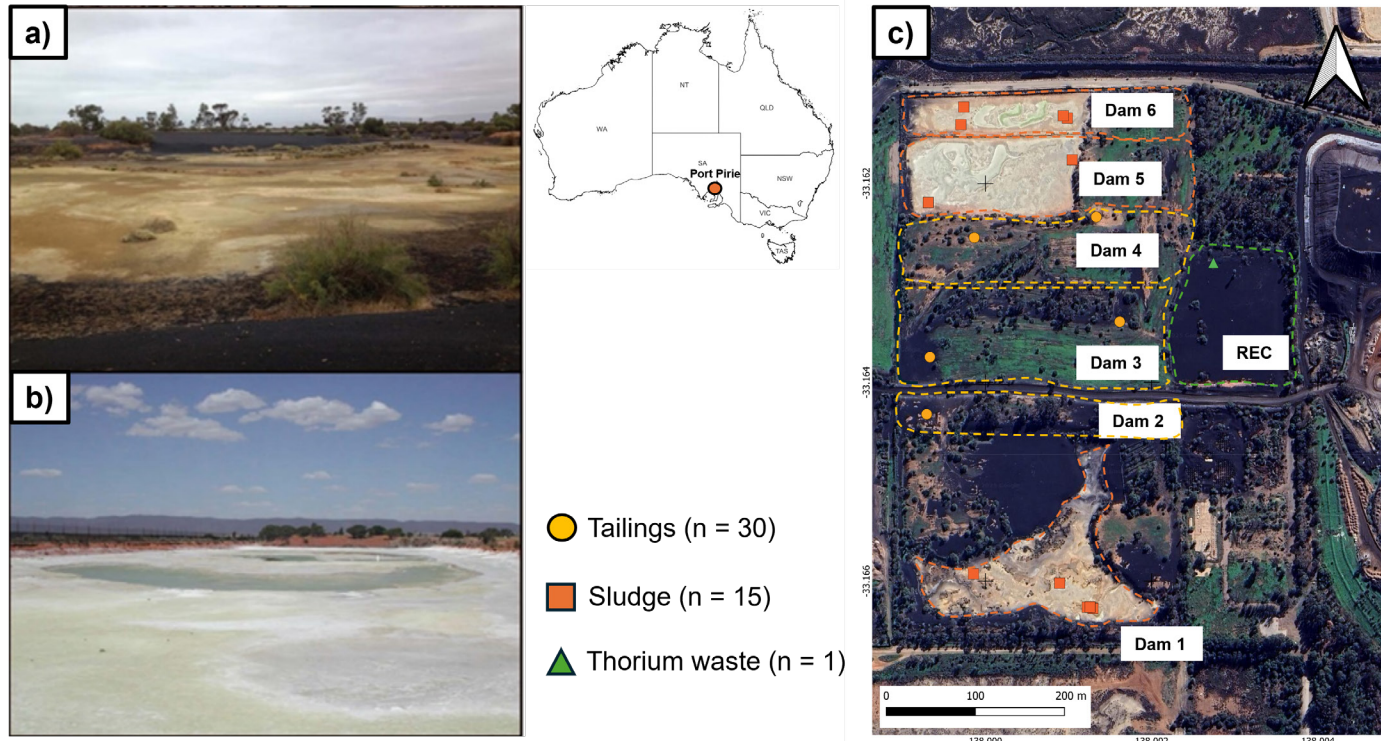 a)
b)
c)
NT
QLD
WA
SA
Port Pirie
NSW
VIC
TAS
Tailings (n = 30)
Sludge (n = 15)
Thorium waste (n = 1)
Dam 6
Dam 5
Dam 4
REC
Dam 3
Dam 2
Dam 1
-33.162
-33.164
-33.166
0
100
200 m